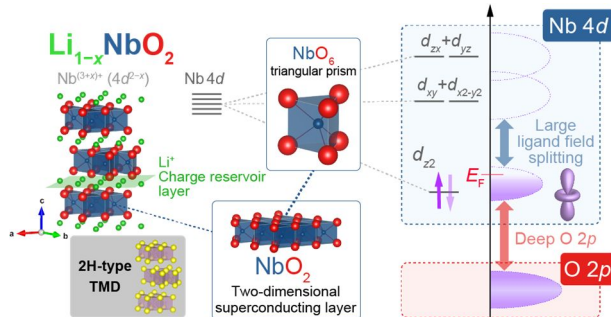 Li1−xNbO2
Nb(3+x)+ (4d2−x)
Li+
Charge reservoir
layer
c
a
b
2H-type
TMD
Nb 4d
NbO6
triangular prism
NbO2
Two-dimensional
superconducting layer
dzx+dyz
dxy+dx2-y2
dz2
EF
Nb 4d
Large
ligand field
splitting
Deep O 2p
O 2p